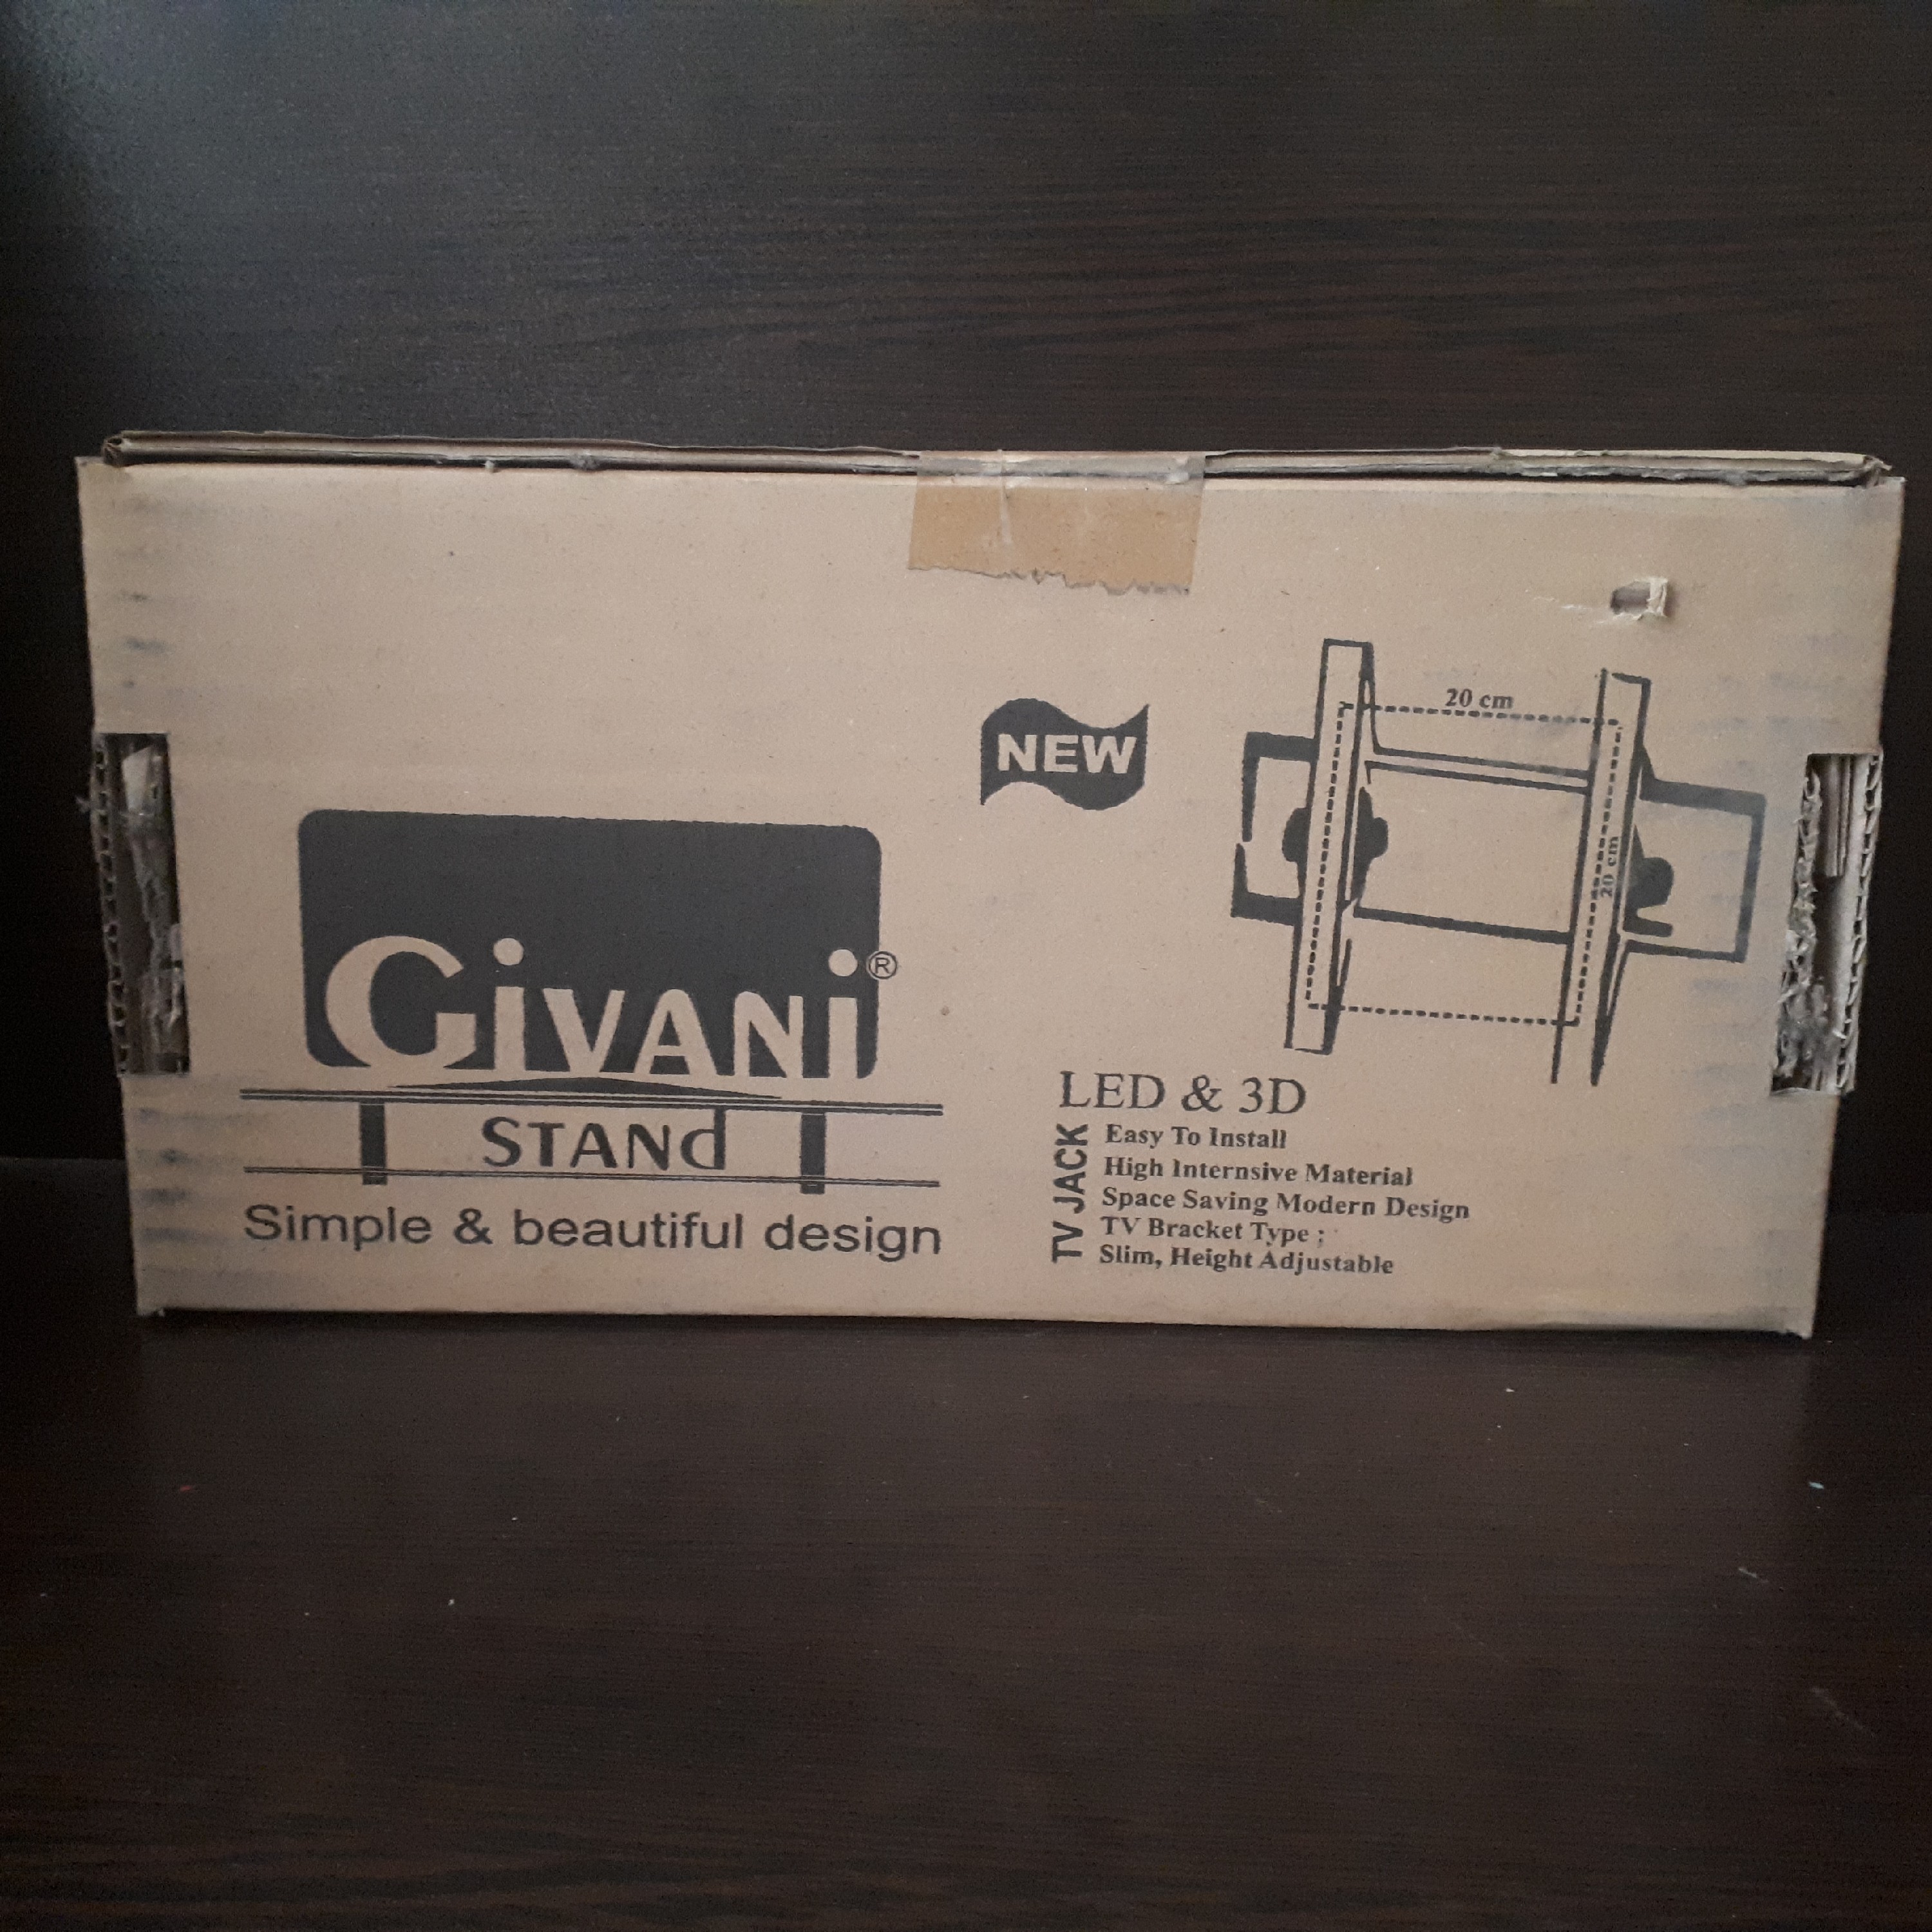 NEW
20 cm
20 cm
GiVANi®
STANd
Simple & beautiful design
LED & 3D
TV JACK
Easy To Install
High Internsive Material
Space Saving Modern Design
TV Bracket Type ;
Slim, Height Adjustable